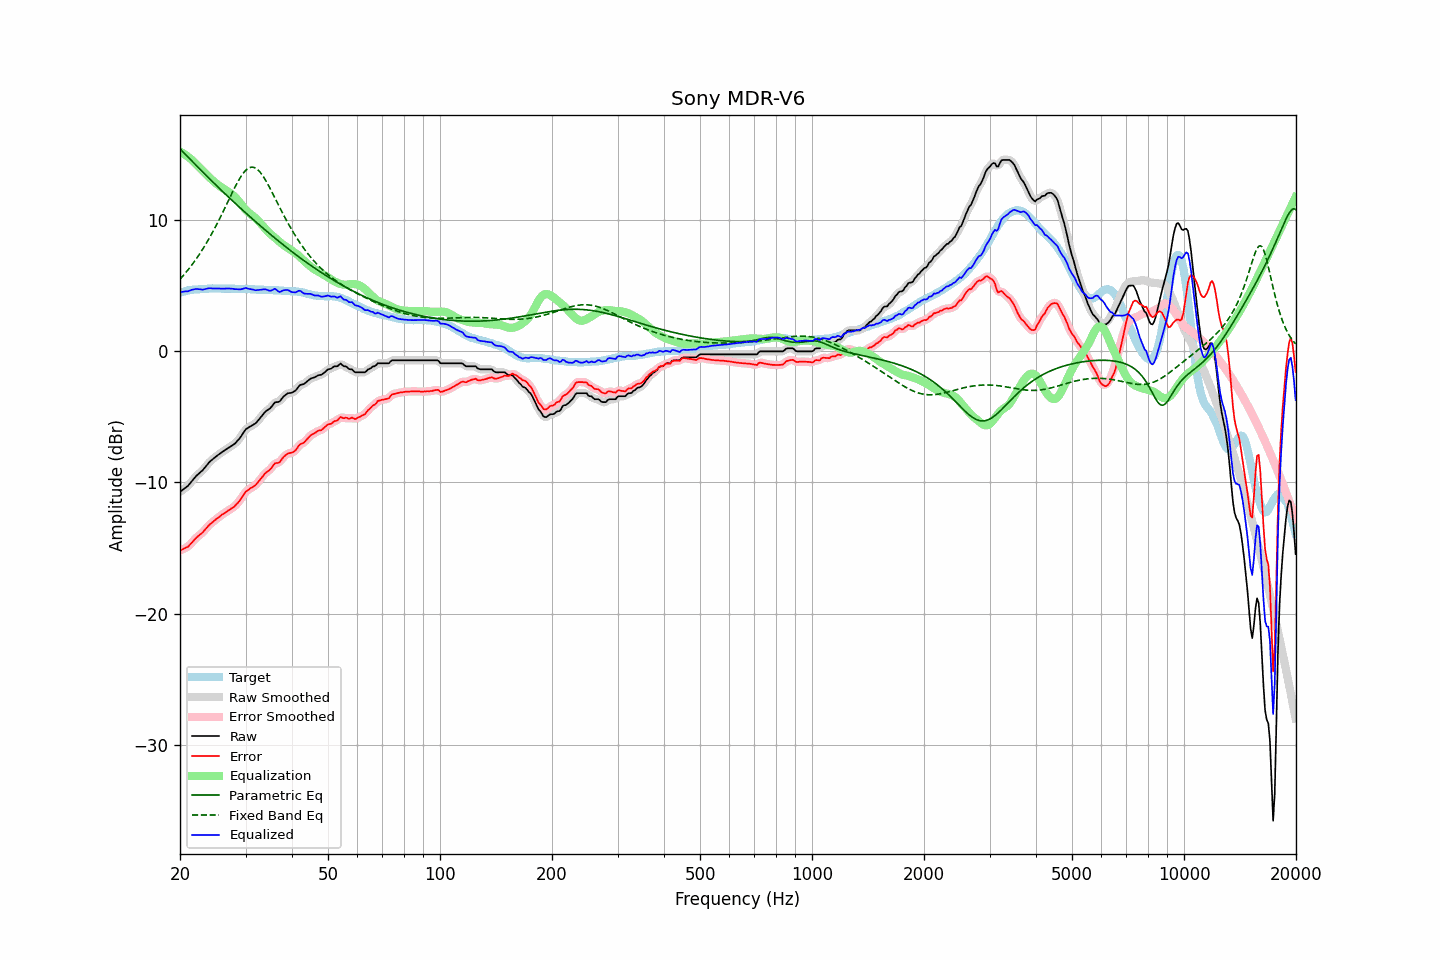 Sony MDR-V6
Amplitude (dBr)
10
0
−10
−20
−30
Target
Raw Smoothed
Error Smoothed
Raw
Error
Equalization
Parametric Eq
Fixed Band Eq
Equalized
20 50 100 200 500 1000 2000 5000 10000 20000
Frequency (Hz)